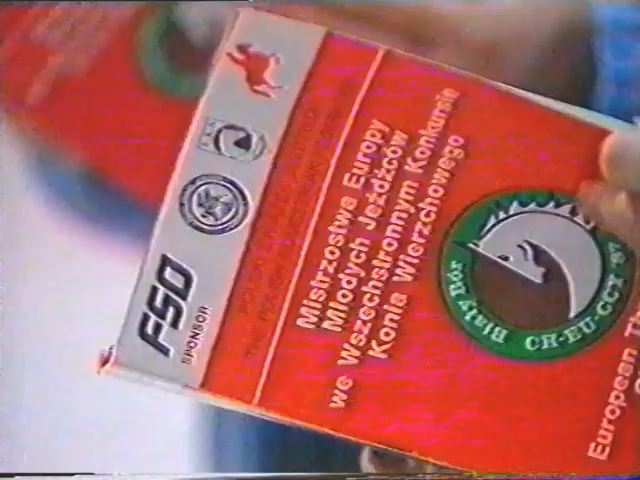 Mistrzostwa Europy
Młodych Jeźdźców
we Wszechstronnym Konkursie
Konia Wierzchowego
Biały Bór
CH-EU-CCY '97
European
FSO
SPONSOR